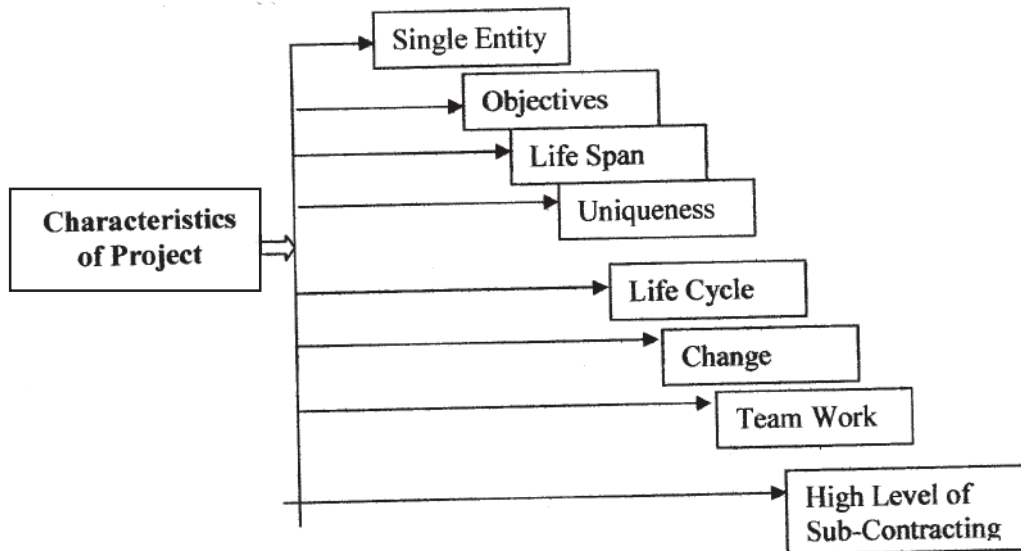 Single Entity
Objectives
Life Span
Uniqueness
Characteristics
of Project
Life Cycle
Change
Team Work
High Level of
Sub-Contracting